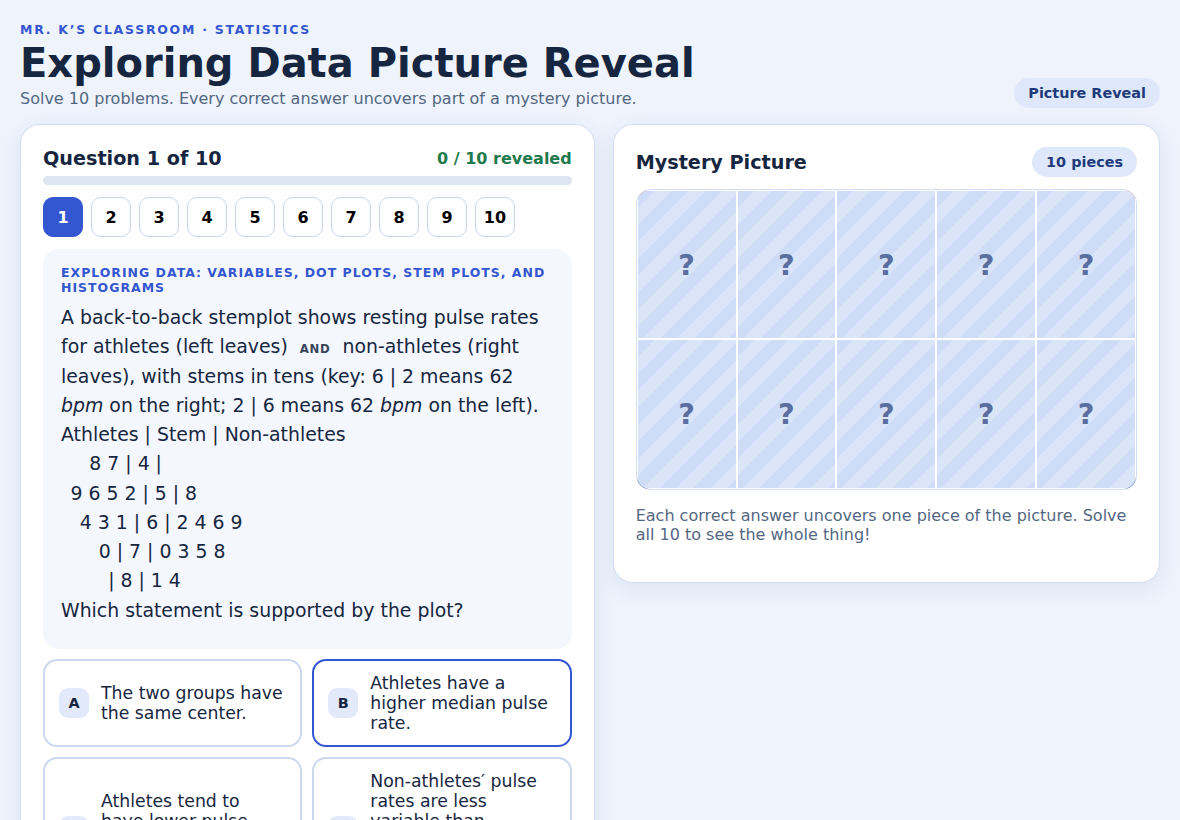 MR. K’S CLASSROOM · STATISTICS
Exploring Data Picture Reveal
Solve 10 problems. Every correct answer uncovers part of a mystery picture.
Picture Reveal
Question 1 of 10
0 / 10 revealed
1 2 3 4 5 6 7 8 9 10
EXPLORING DATA: VARIABLES, DOT PLOTS, STEM PLOTS, AND
HISTOGRAMS
A back-to-back stemplot shows resting pulse rates
for athletes (left leaves) AND non-athletes (right
leaves), with stems in tens (key: 6 | 2 means 62
bpm on the right; 2 | 6 means 62 bpm on the left).
Athletes | Stem | Non-athletes
8 7 | 4 |
9 6 5 2 | 5 | 8
4 3 1 | 6 | 2 4 6 9
0 | 7 | 0 3 5 8
| 8 | 1 4
Which statement is supported by the plot?
A
The two groups have
the same center.
B
Athletes have a
higher median pulse
rate.
Athletes tend to
have lower pulse
Non-athletes′ pulse
rates are less
variable than
Mystery Picture
10 pieces
? ? ? ? ?
? ? ? ? ?
Each correct answer uncovers one piece of the picture. Solve
all 10 to see the whole thing!